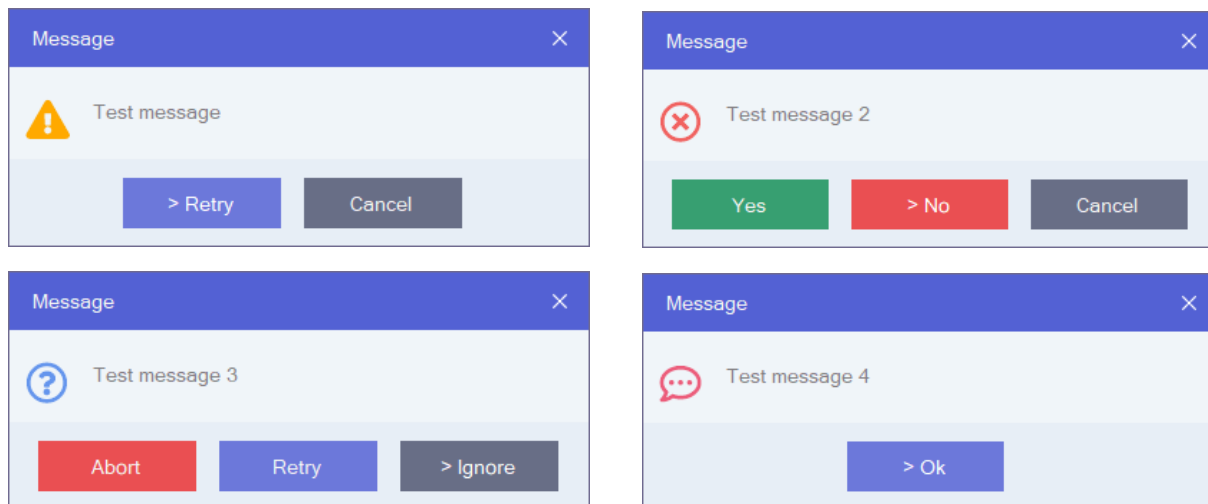 Message
Test message
> Retry Cancel
Message
Test message 2
Yes > No Cancel
Message
Test message 3
Abort Retry > Ignore
Message
Test message 4
> Ok